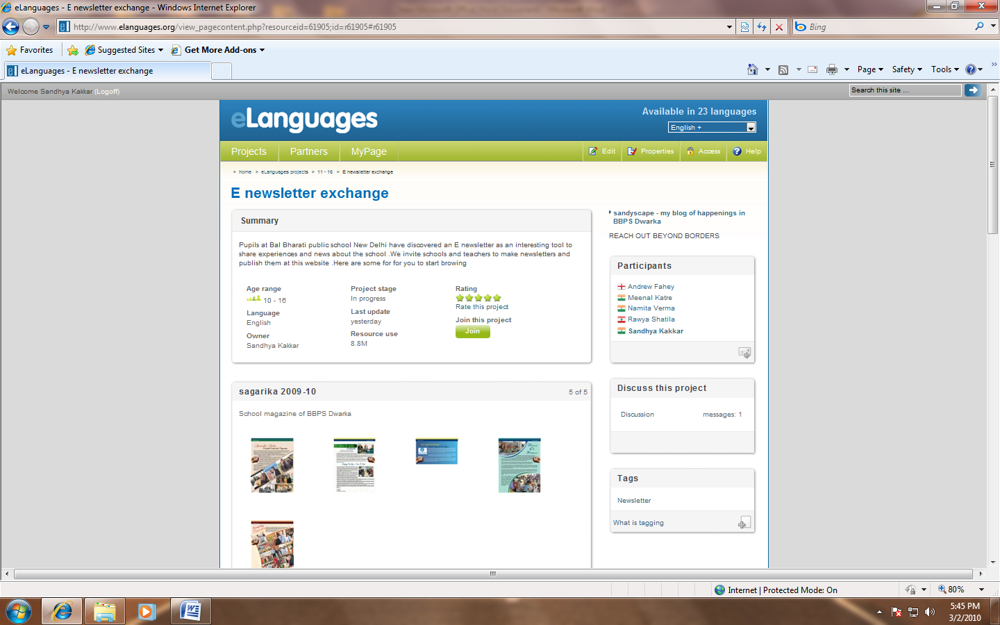 eLanguages - E newsletter exchange - Windows Internet Explorer
http://www.elanguages.org/view_pagecontent.php?resourceid=61905;id=r61905#r61905
Bing
Favorites
Suggested Sites
Get More Add-ons
eLanguages - E newsletter exchange
Page
Safety
Tools
Welcome Sandhya Kakkar (Logoff)
Search this site ...
eLanguages
Available in 23 languages
English +
Projects
Partners
MyPage
Edit
Properties
Access
Help
> home > eLanguages projects > 11 - 16 > E newsletter exchange
E newsletter exchange
Summary
Pupils at Bal Bharati public school New Delhi have discovered an E newsletter as an interesting tool to
share experiences and news about the school .We invite schools and teachers to make newsletters and
publish them at this website .Here are some for for you to start browing
Age range
10 - 16
Language
English
Owner
Sandhya Kakkar
Project stage
In progress
Last update
yesterday
Resource use
8.8M
Rating
Rate this project
Join this project
Join
sagarika 2009-10
5 of 5
School magazine of BBPS Dwarka
sandyscape - my blog of happenings in
BBPS Dwarka
REACH OUT BEYOND BORDERS
Participants
Andrew Fahey
Meenal Katre
Namita Verma
Rawya Shatila
Sandhya Kakkar
Discuss this project
Discussion
messages: 1
Tags
Newsletter
What is tagging
Internet | Protected Mode: On
80%
5:45 PM
3/2/2010